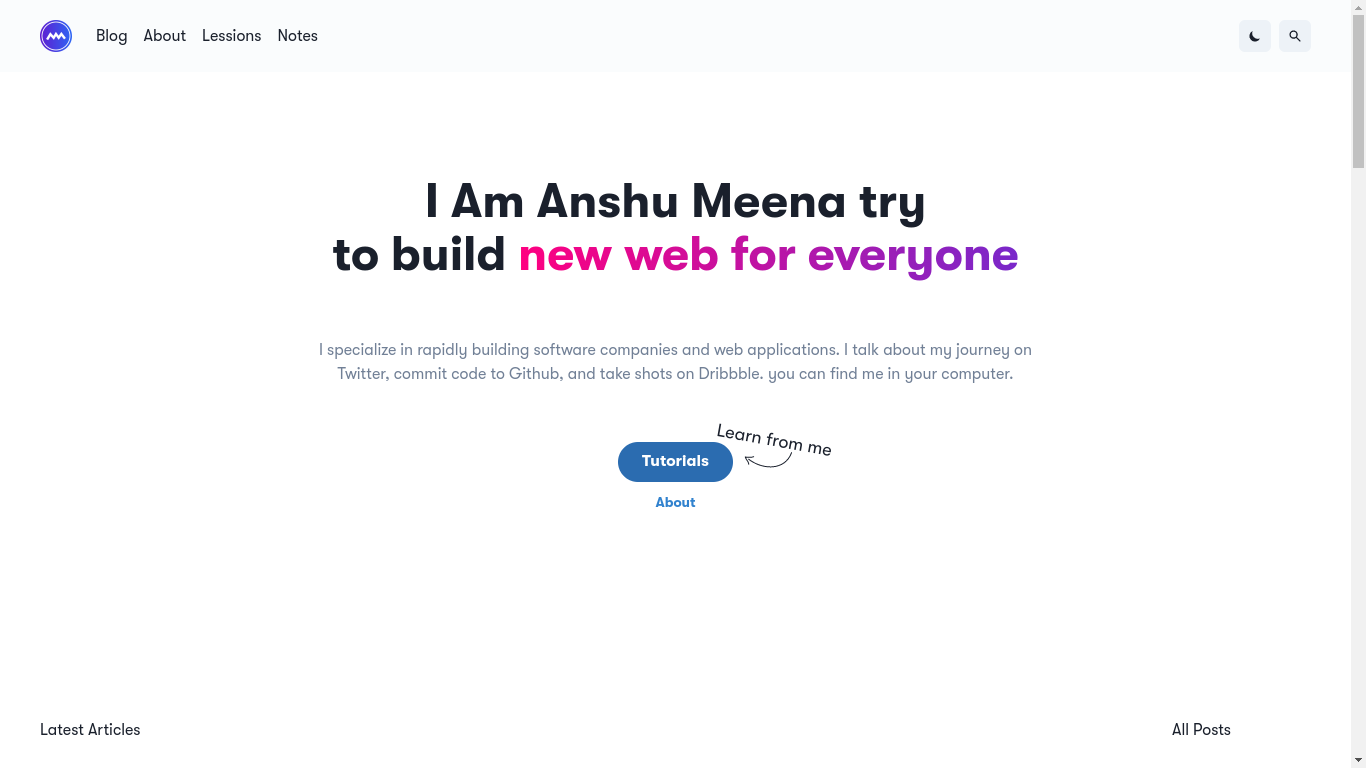 Blog About Lessions Notes
I Am Anshu Meena try
to build new web for everyone
I specialize in rapidly building software companies and web applications. I talk about my journey on
Twitter, commit code to Github, and take shots on Dribbble. you can find me in your computer.
Learn from me
Tutorials
About
Latest Articles
All Posts